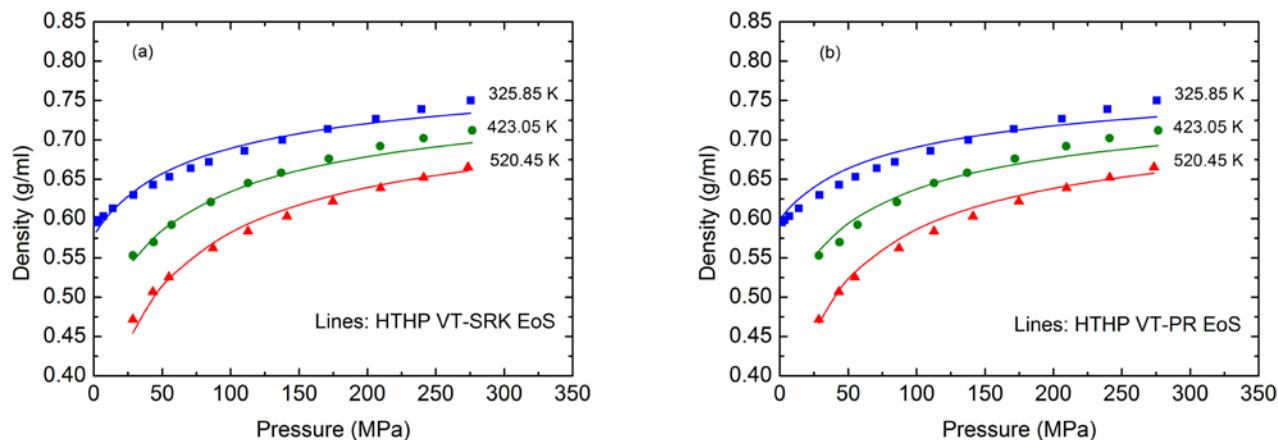 (a)
Density (g/ml)
0.85
0.80
0.75
0.70
0.65
0.60
0.55
0.50
0.45
0.40
325.85 K
423.05 K
520.45 K
Lines: HTHP VT-SRK EoS
0 50 100 150 200 250 300 350
Pressure (MPa)
(b)
Density (g/ml)
0.85
0.80
0.75
0.70
0.65
0.60
0.55
0.50
0.45
0.40
325.85 K
423.05 K
520.45 K
Lines: HTHP VT-PR EoS
0 50 100 150 200 250 300 350
Pressure (MPa)